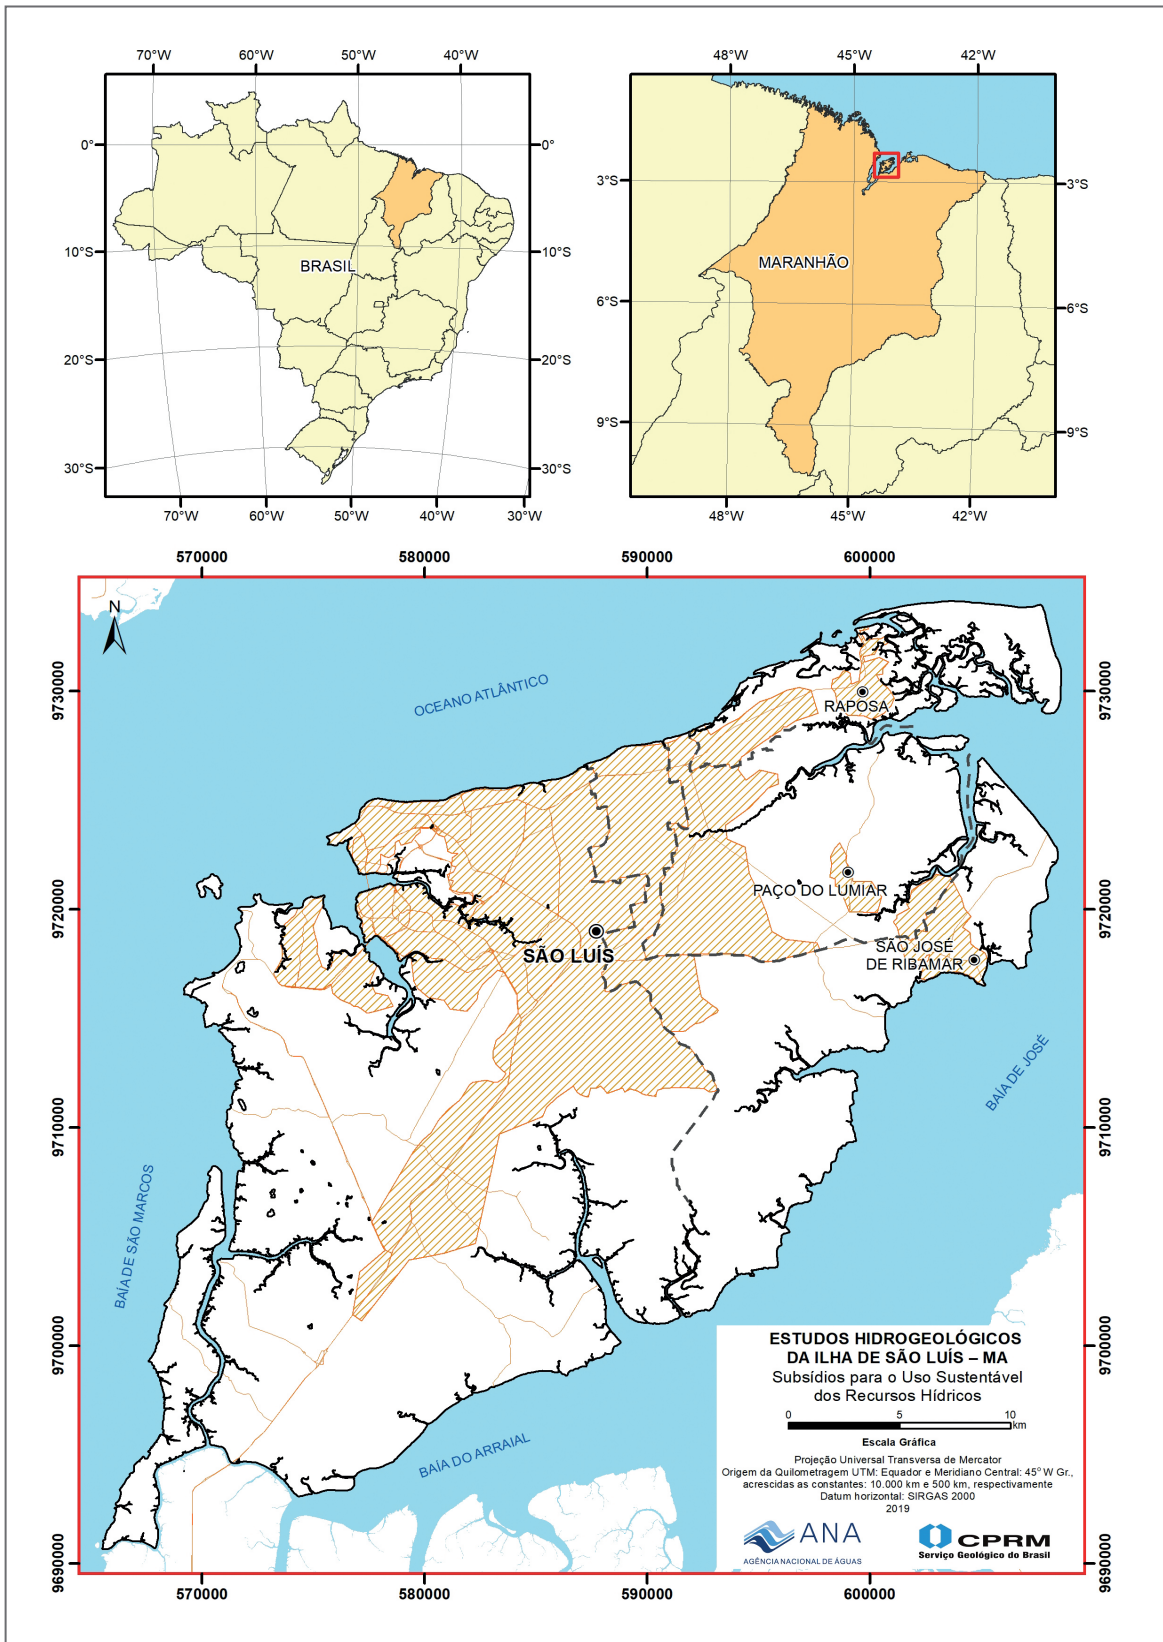 70°W 60°W 50°W 40°W
0° 0°
10°S 10°S
20°S 20°S
30°S 30°S
BRASIL
70°W 60°W 50°W 40°W 30°W
48°W 45°W 42°W
3°S 3°S
MARANHÃO
6°S 6°S
9°S 9°S
48°W 45°W 42°W
570000 580000 590000 600000
N
9730000 9730000
OCEANO ATLÂNTICO
RAPOSA
PAÇO DO LUMIAR
9720000 9720000
SÃO LUÍS
SÃO JOSÉ
DE RIBAMAR
BAÍA DE JOSÉ
9710000 9710000
BAÍA DE SÃO MARCOS
9700000 9700000
BAÍA DO ARRAIAL
ESTUDOS HIDROGEOLÓGICOS
DA ILHA DE SÃO LUÍS – MA
Subsídios para o Uso Sustentável
dos Recursos Hídricos
0 5 10
km
Escala Gráfica
Projeção Universal Transversa de Mercator
Origem da Quilometragem UTM: Equador e Meridiano Central: 45° W Gr.,
acrescidas as constantes: 10.000 km e 500 km, respectivamente
Datum horizontal: SIRGAS 2000
2019
ANA
AGÊNCIA NACIONAL DE ÁGUAS
CPRM
Serviço Geológico do Brasil
9690000 9690000
570000 580000 590000 600000